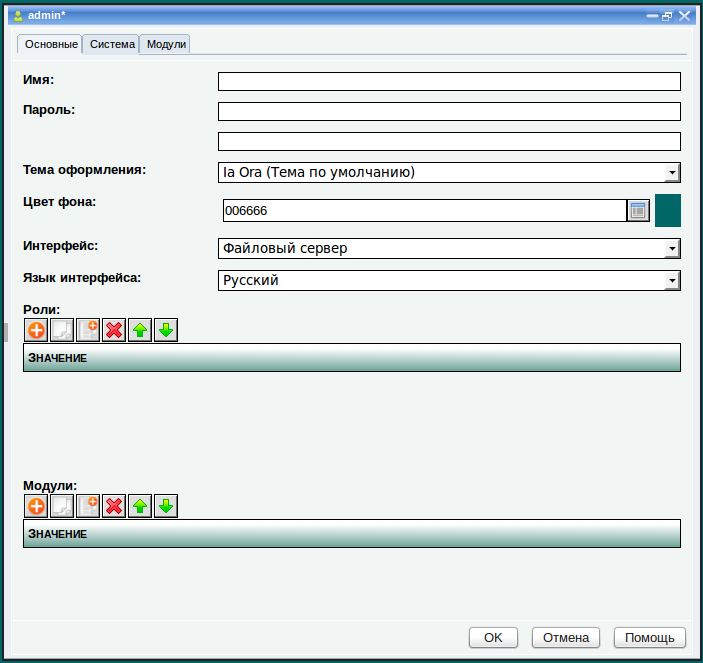 admin*
Основные Система Модули
Имя:
Пароль:
Тема оформления: Ia Ora (Тема по умолчанию)
Цвет фона: 006666
Интерфейс: Файловый сервер
Язык интерфейса: Русский
Роли:
ЗНАЧЕНИЕ
Модули:
ЗНАЧЕНИЕ
OK Отмена Помощь